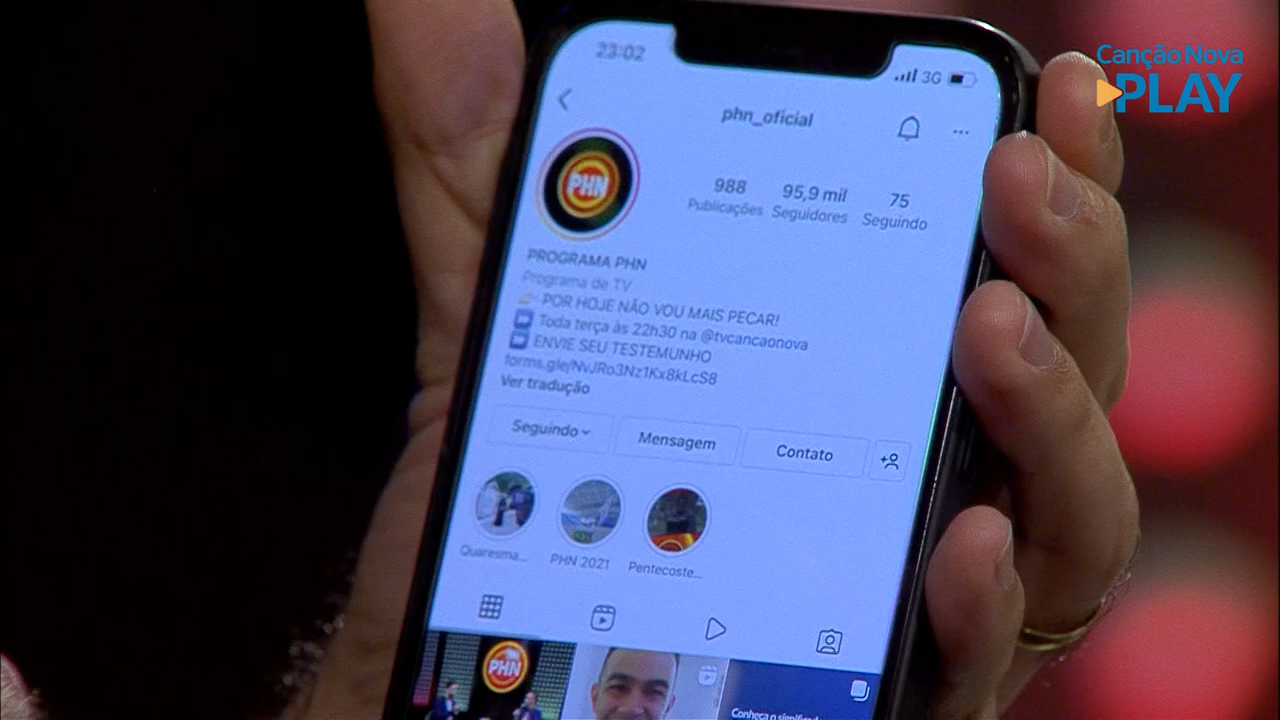 Canção Nova
PLAY
23:02
3G
phn_oficial
PHN
988
95,9 mil
75
Publicações
Seguidores
Seguindo
PROGRAMA PHN
Programa de TV
POR HOJE NÃO VOU MAIS PECAR!
Toda terça às 22h30 na @tvcancaonova
ENVIE SEU TESTEMUNHO
forms.gle/NvJRo3Nz1Kx8kLcS8
Ver tradução
Seguindo
Mensagem
Contato
Quaresma...
PHN 2021
Pentecoste...
PHN
Conheça o significad